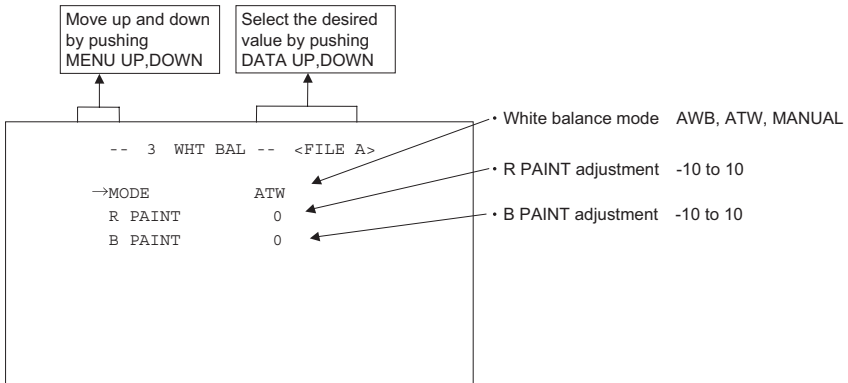 Move up and down
by pushing
MENU UP,DOWN
Select the desired
value by pushing
DATA UP,DOWN
-- 3 WHT BAL -- <FILE A>
→MODE ATW
R PAINT 0
B PAINT 0
• White balance mode AWB, ATW, MANUAL
• R PAINT adjustment -10 to 10
• B PAINT adjustment -10 to 10